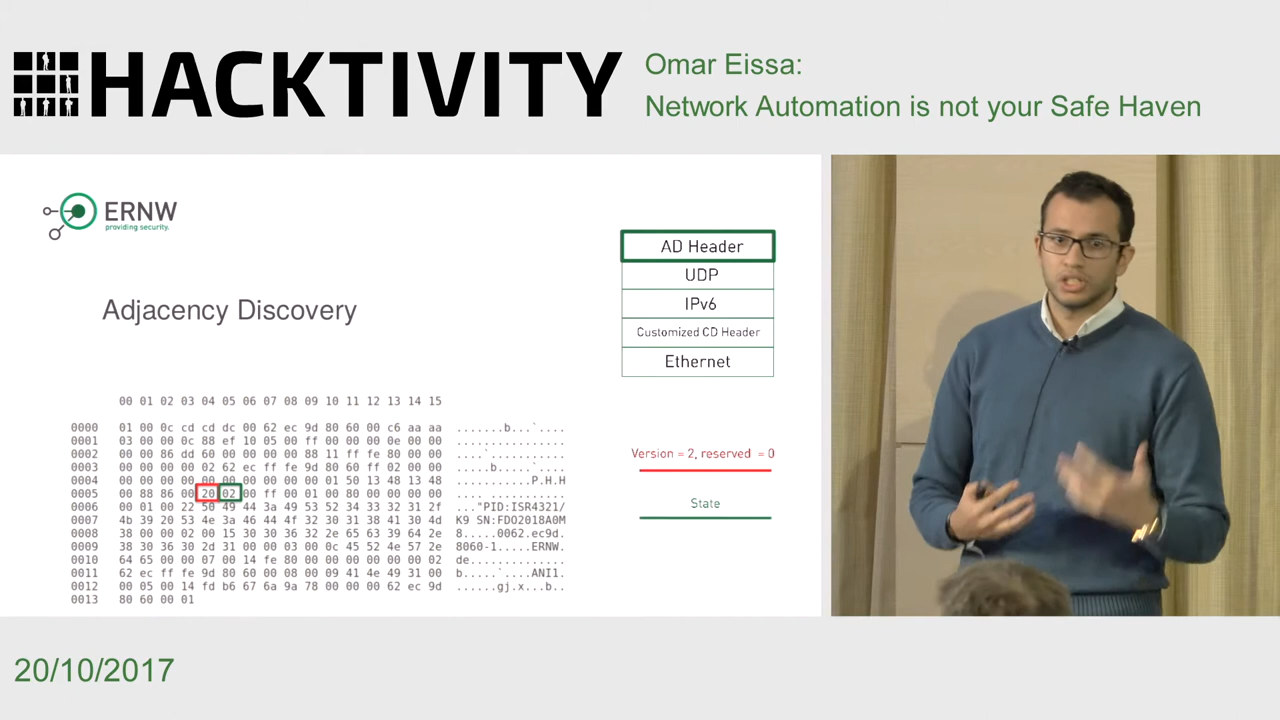 HACKTIVITY
Omar Eissa:
Network Automation is not your Safe Haven
ERNW
providing security.
AD Header
UDP
IPv6
Customized CD Header
Ethernet
Adjacency Discovery
00 01 02 03 04 05 06 07 08 09 10 11 12 13 14 15
0000 01 00 0c cd cd dc 00 62 ec 9d 80 60 00 c6 aa aa .......b...`....
0001 03 00 00 0c 88 ef 10 05 00 ff 00 00 00 0e 00 00 ................
0002 00 00 86 dd 60 00 00 00 00 88 11 ff fe 80 00 00 ....`...........
0003 00 00 00 00 02 62 ec ff fe 9d 80 60 ff 02 00 00 .....b.....`....
0004 00 00 00 00 00 00 00 00 00 01 50 13 48 13 48 ...........P.H.H
0005 00 88 86 00 20 02 00 ff 00 01 00 80 00 00 00 00 .... ...........
0006 00 01 00 22 50 49 44 3a 49 53 52 34 33 32 31 2f ..."PID:ISR4321/
0007 4b 39 20 53 4e 3a 46 44 4f 32 30 31 38 41 30 4d K9 SN:FDO2018A0M
0008 38 00 00 02 00 15 30 30 36 32 2e 65 63 39 64 2e 8.....0062.ec9d.
0009 38 30 36 30 2d 31 00 00 03 00 0c 45 52 4e 57 2e 8060-1.....ERNW.
0010 64 65 00 00 07 00 14 fe 80 00 00 00 00 00 00 02 de..............
0011 62 ec ff fe 9d 80 60 00 00 08 00 09 41 4e 49 31 00 b.....`.....ANI1.
0012 00 05 00 14 fd b6 67 6a 9a 78 00 00 00 62 ec 9d ......gj.x...b..
0013 80 60 00 01
Version = 2, reserved = 0
State
20/10/2017